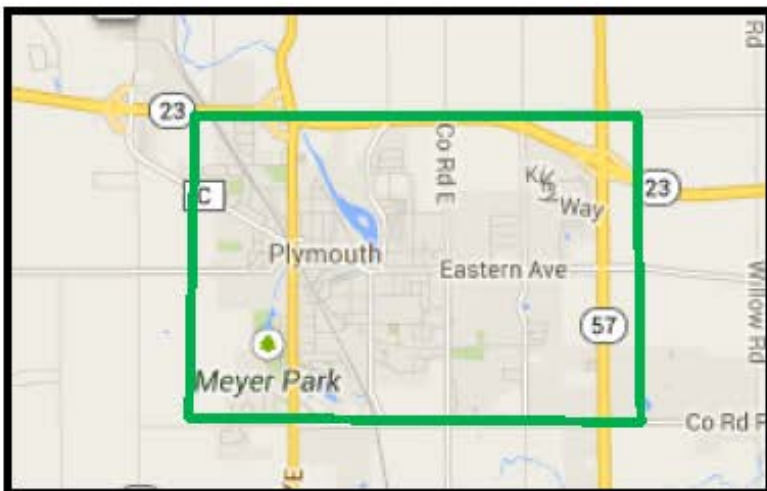 Rd
23
Co Rd E
C
23
Way
Plymouth
Eastern Ave
Willow Rd
57
Meyer Park
Co Rd